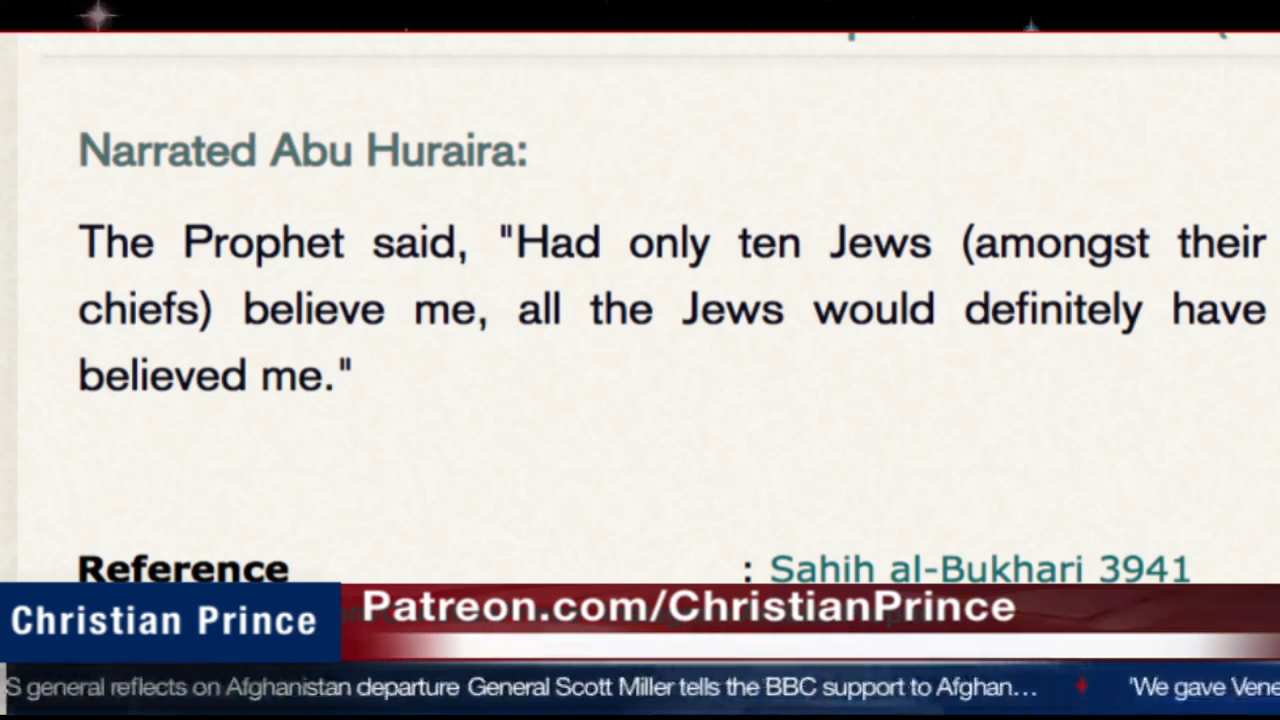 Narrated Abu Huraira:
The Prophet said, "Had only ten Jews (amongst their
chiefs) believe me, all the Jews would definitely have
believed me."
Reference : Sahih al-Bukhari 3941
Christian Prince
Patreon.com/ChristianPrince
S general reflects on Afghanistan departure General Scott Miller tells the BBC support to Afghan… 'We gave Vene